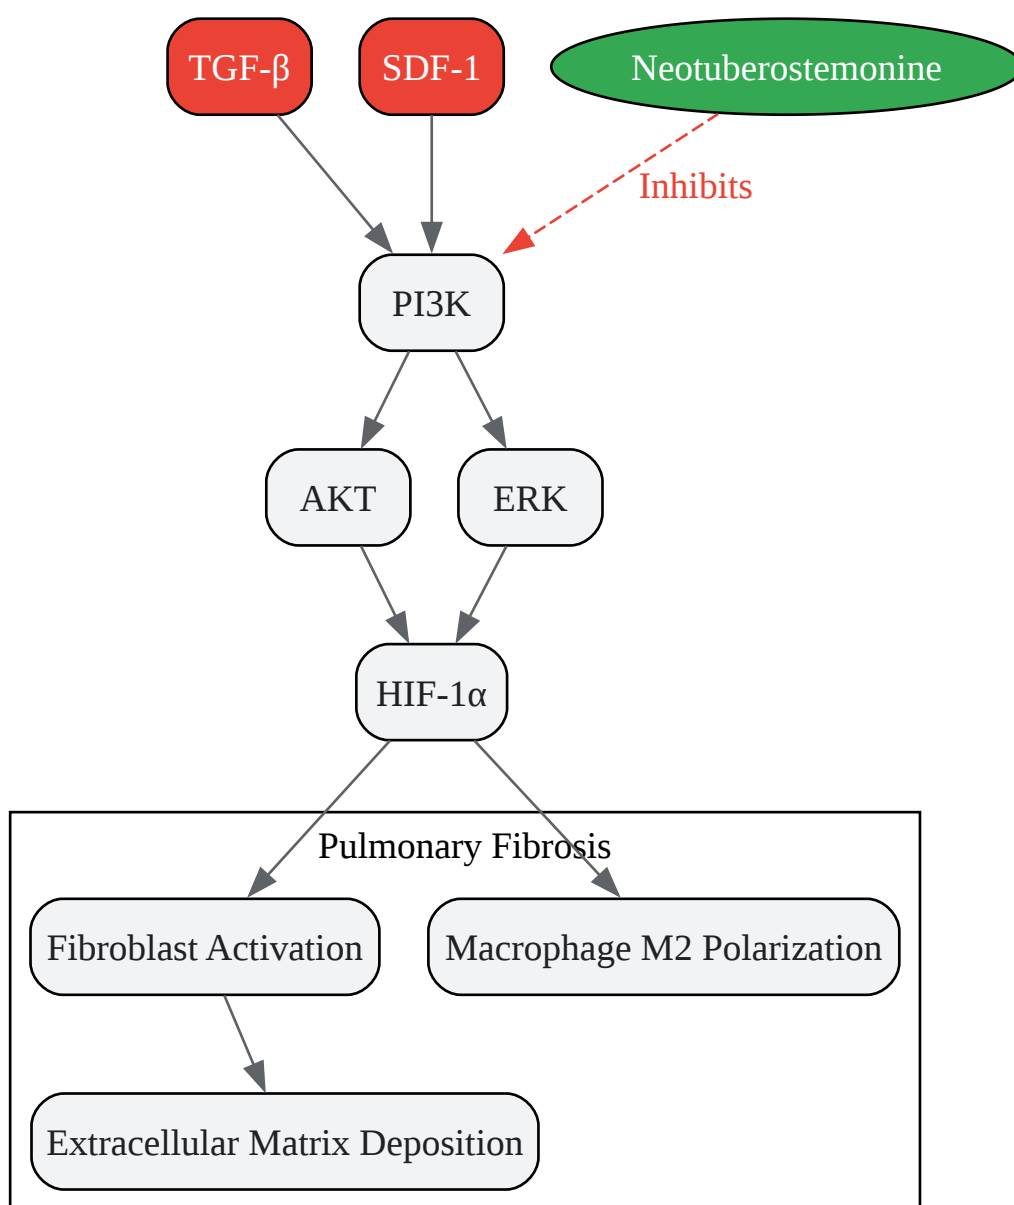 TGF-β
SDF-1
Neotuberostemonine
Inhibits
PI3K
AKT
ERK
HIF-1α
Pulmonary Fibrosis
Fibroblast Activation
Macrophage M2 Polarization
Extracellular Matrix Deposition